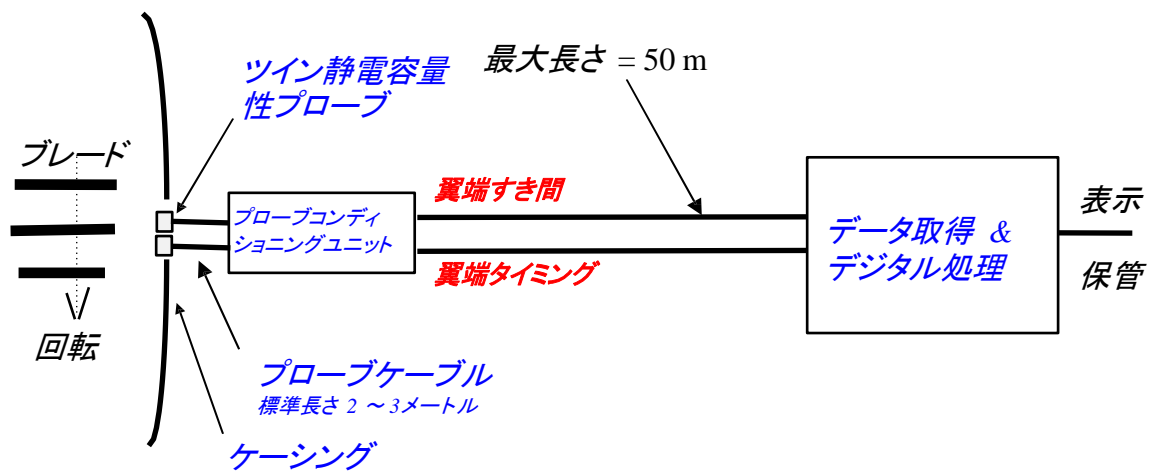 ツイン静電容量
性プローブ
最大長さ = 50 m
ブレード
プローブコンディ
ショニングユニット
翼端すき間
翼端タイミング
データ取得 &
デジタル処理
表示
保管
回転
プローブケーブル
標準長さ 2 ～ 3メートル
ケーシング